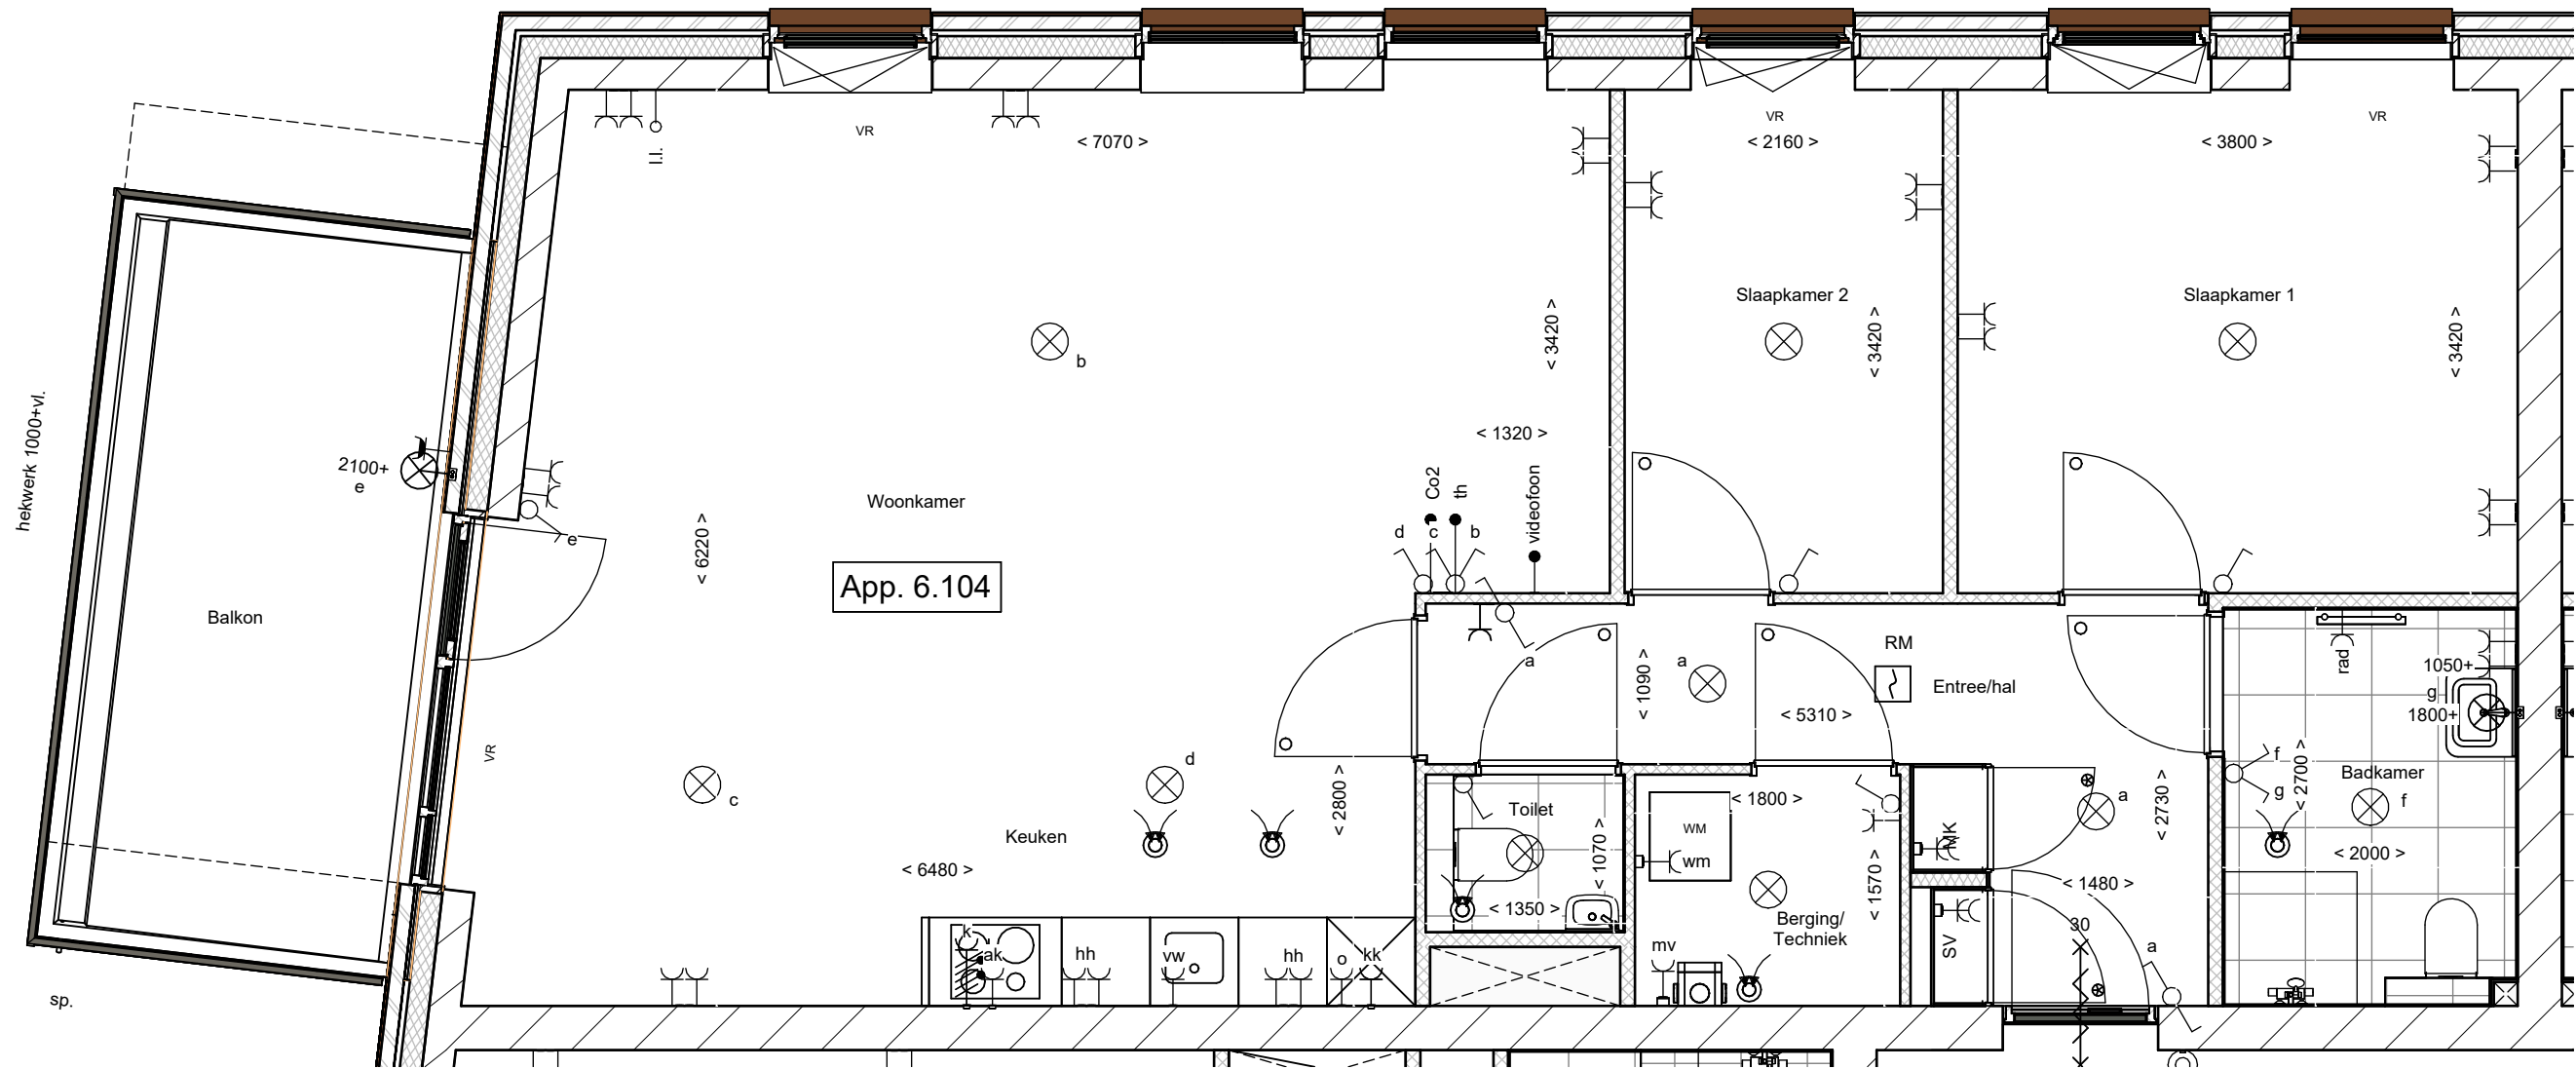 VR
< 7070 >
VR
< 2160 >
< 3800 >
VR
l.l.
Slaapkamer 2
Slaapkamer 1
< 3420 >
< 3420 >
< 3420 >
b
hekwerk 1000+vl.
< 1320 >
2100+
e
Woonkamer
Co2
th
videofoon
d
c
b
e
< 6220 >
App. 6.104
Balkon
a
a
< 1090 >
RM
Entree/hal
< 5310 >
rad
1050+
g
1800+
VR
d
c
Keuken
< 2800 >
< 6480 >
Toilet
< 1070 >
< 1350 >
< 1800 >
WM
wm
< 1570 >
Berging/
Techniek
mv
MK
SV
a
< 2730 >
< 1480 >
30
a
f
g
< 2700 >
Badkamer
f
< 2000 >
k
ak
hh
vw
hh
o
kk
sp.